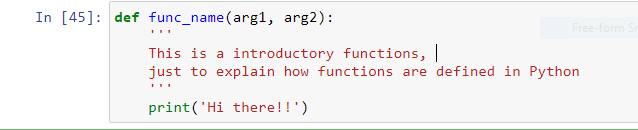 In [45]: def func_name(arg1, arg2):
'''
This is a introductory functions,
just to explain how functions are defined in Python
'''
print('Hi there!!')
Free-form